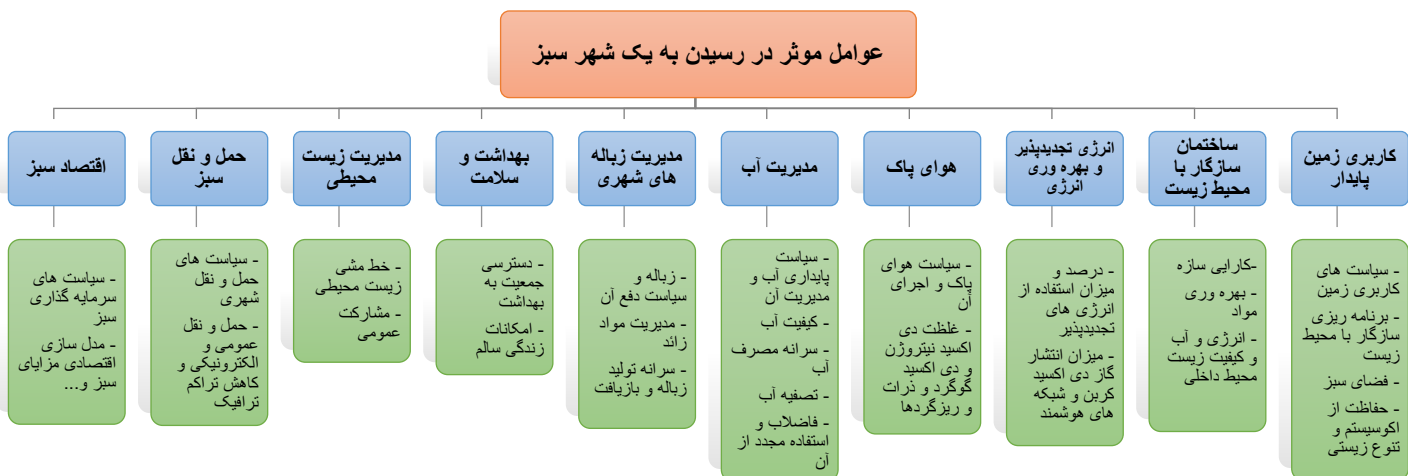 عوامل موثر در رسیدن به یک شهر سبز
کاربری زمین
پایدار
ساختمان
سازگار با
محیط زیست
انرژی تجدیدپذیر
و بهره وری
انرژی
هوای پاک
مدیریت آب
مدیریت زباله
های شهری
بهداشت و
سلامت
مدیریت زیست
محیطی
حمل و نقل
سبز
اقتصاد سبز
- سیاست های
کاربری زمین
- برنامه ریزی
سازگار با محیط
زیست
- فضای سبز
- حفاظت از
اکوسیستم و
تنوع زیستی
-کارایی سازه
- بهره وری
مواد
- انرژی و آب
و کیفیت زیست
محیط داخلی
- درصد و
میزان استفاده از
انرژی های
تجدیدپذیر
- میزان انتشار
گاز دی اکسید
کربن و شبکه
های هوشمند
- سیاست هوای
پاک و اجرای
آن
- غلظت دی
اکسید نیتروژن
و دی اکسید
گوگرد و ذرات
و ریزگردها
- سیاست
پایداری آب و
مدیریت آن
- کیفیت آب
- سرانه مصرف
آب
- تصفیه آب
- فاضلاب و
استفاده مجدد از
آن
- زباله و
سیاست دفع آن
- مدیریت مواد
زائد
- سرانه تولید
زباله و بازیافت
- دسترسی
جمعیت به
بهداشت
- امکانات
زندگی سالم
- خط مشی
زیست محیطی
- مشارکت
عمومی
- سیاست های
حمل و نقل
شهری
- حمل و نقل
عمومی و
الکترونیکی و
کاهش تراکم
ترافیک
- سیاست های
سرمایه گذاری
سبز
- مدل سازی
اقتصادی مزایای
سبز و...